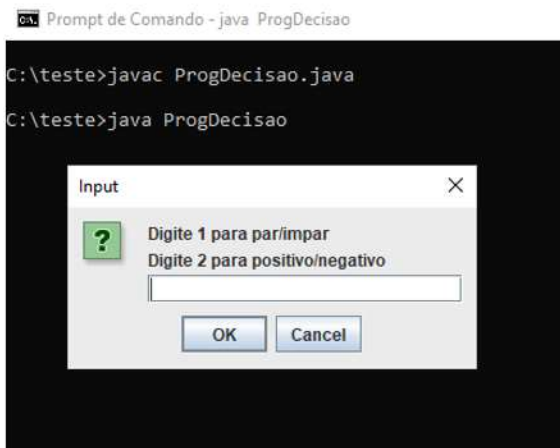 Prompt de Comando - java ProgDecisao
C:\teste>javac ProgDecisao.java
C:\teste>java ProgDecisao
Input
Digite 1 para par/impar
Digite 2 para positivo/negativo
OK
Cancel